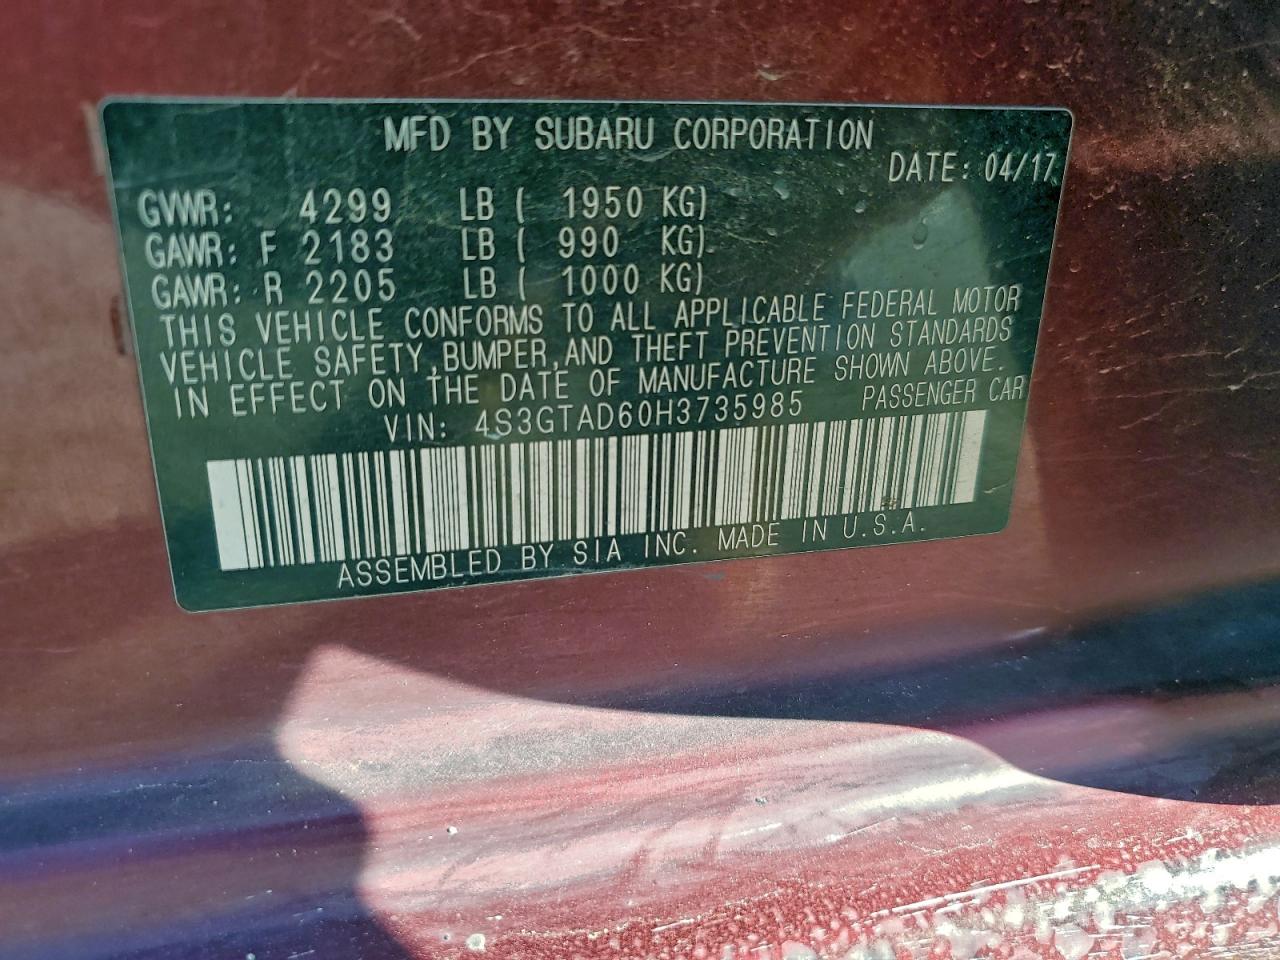 MFD BY SUBARU CORPORATION
DATE: 04/17
GVWR: 4299 LB ( 1950 KG)
GAWR: F 2183 LB ( 990 KG)
GAWR: R 2205 LB ( 1000 KG)
THIS VEHICLE CONFORMS TO ALL APPLICABLE FEDERAL MOTOR
VEHICLE SAFETY, BUMPER, AND THEFT PREVENTION STANDARDS
IN EFFECT ON THE DATE OF MANUFACTURE SHOWN ABOVE.
VIN: 4S3GTAD60H3735985 PASSENGER CAR
ASSEMBLED BY SIA INC. MADE IN U.S.A.